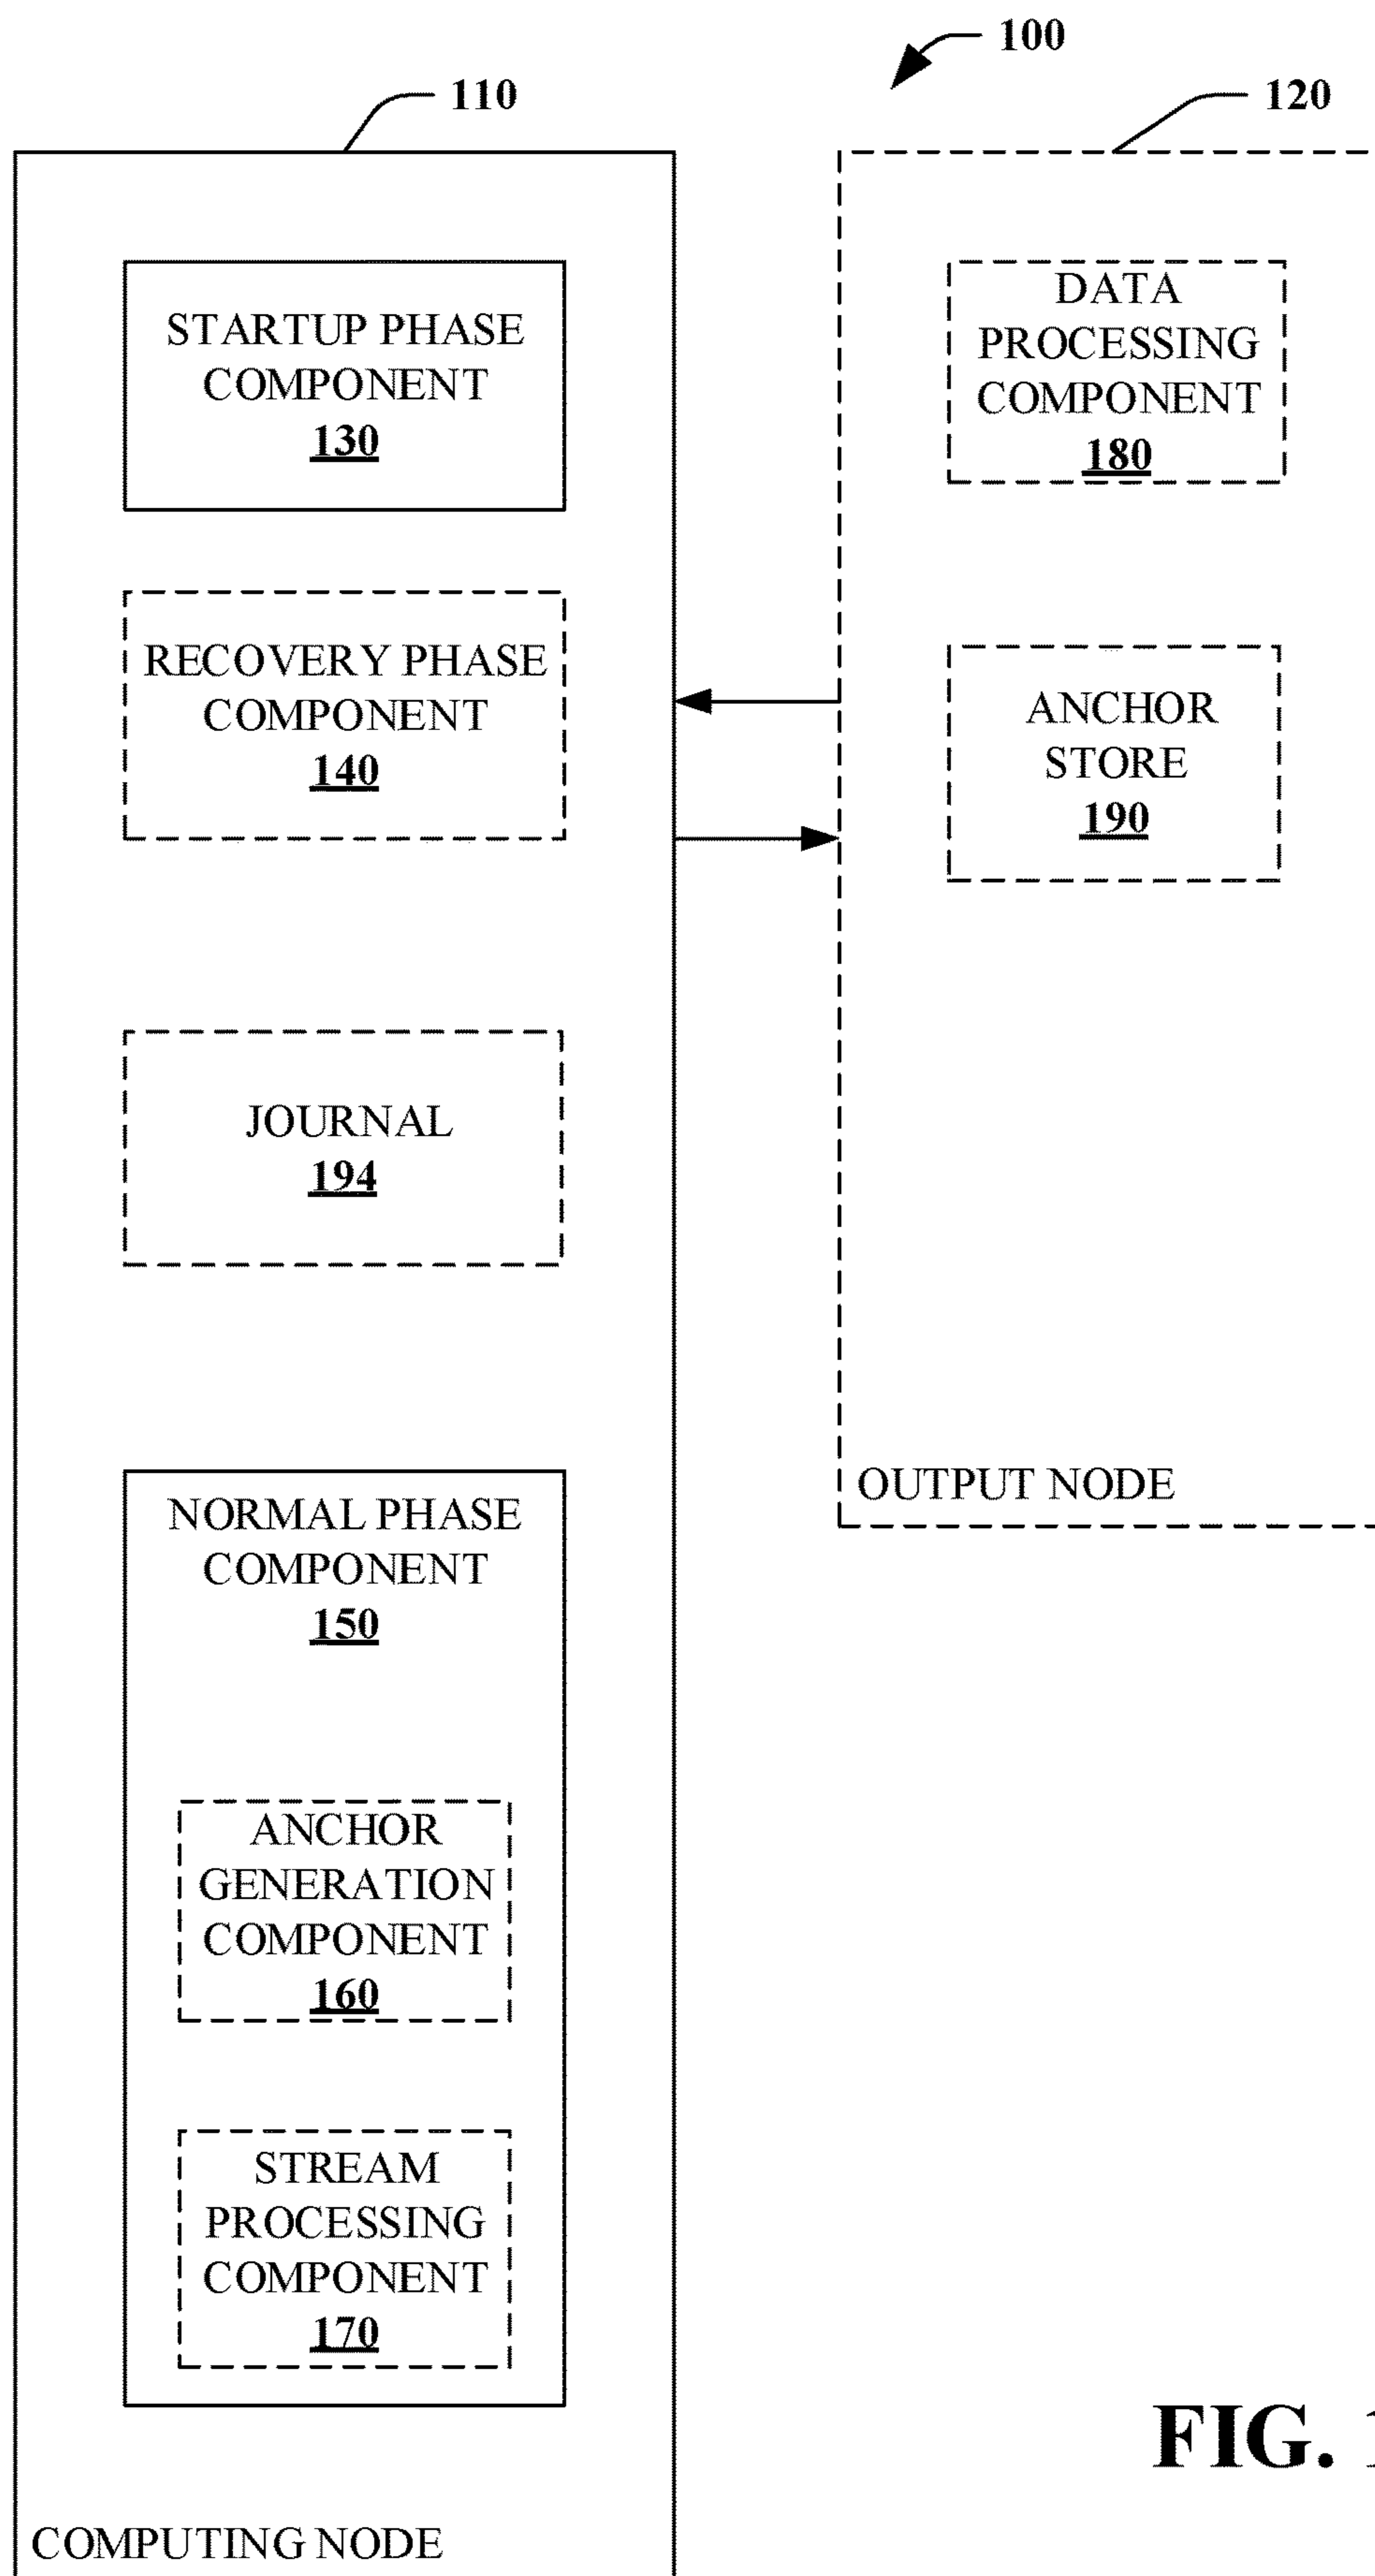 100
110
120
STARTUP PHASE
COMPONENT
130
RECOVERY PHASE
COMPONENT
140
JOURNAL
194
NORMAL PHASE
COMPONENT
150
ANCHOR
GENERATION
COMPONENT
160
STREAM
PROCESSING
COMPONENT
170
COMPUTING NODE
DATA
PROCESSING
COMPONENT
180
ANCHOR
STORE
190
OUTPUT NODE
FIG. 1